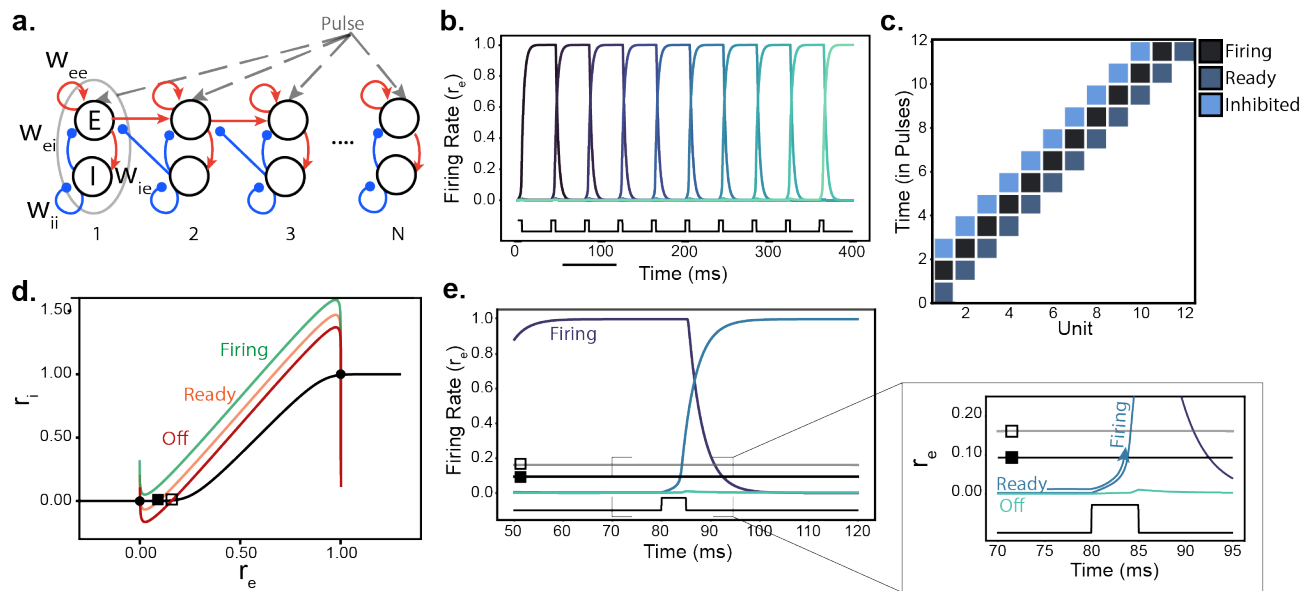 a.
Pulse
w ee
E
w ei
I
w ie
w ii
1 2 3 N
....
b.
Firing Rate (r e)
1.0
0.8
0.6
0.4
0.2
0.0
0 100 200 300 400
Time (ms)
c.
Time (in Pulses)
12
10
8
6
4
2
0
2 4 6 8 10 12
Unit
Firing
Ready
Inhibited
d.
r i
1.50
1.00
0.50
0.00
Firing
Ready
Off
0.00 0.50 1.00
r e
e.
Firing Rate (r e)
1.0
0.8
0.6
0.4
0.2
0.0
Firing
50 60 70 80 90 100 110 120
Time (ms)
r e
0.20
0.10
0.00
Firing
Ready
Off
70 75 80 85 90 95
Time (ms)